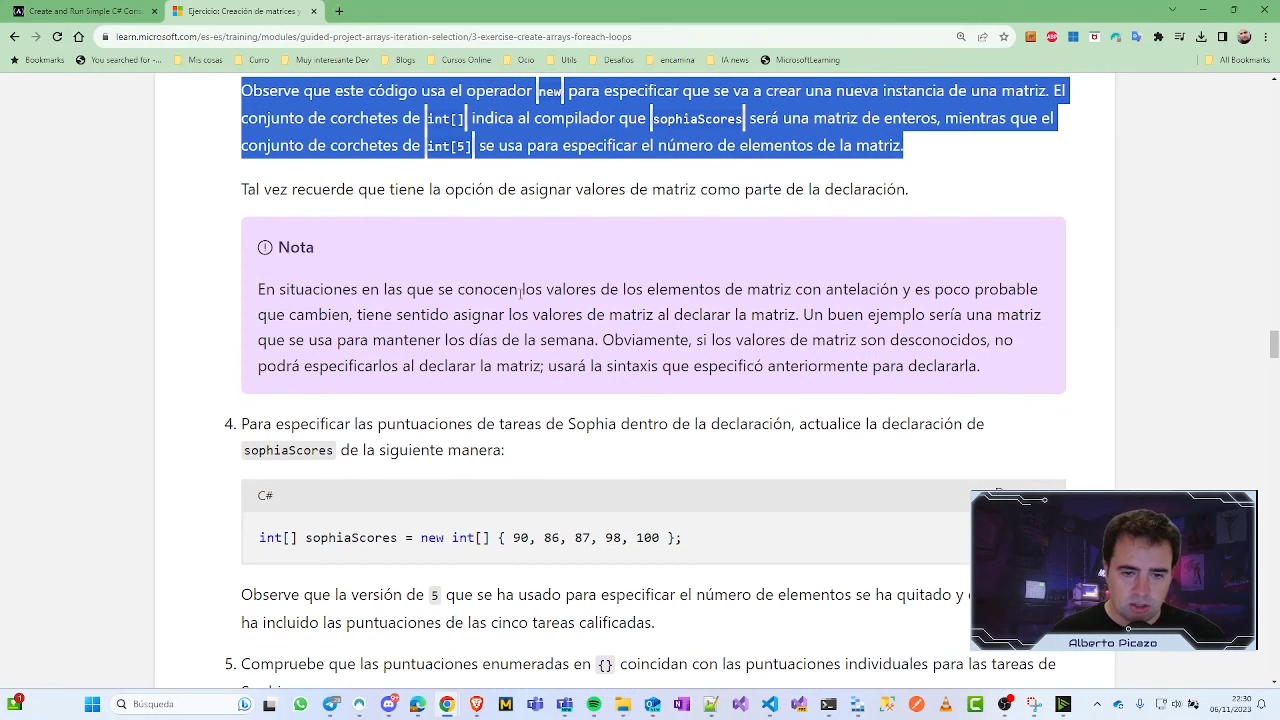 Create and Run Simple C# Con
Ejercicio: Creación de matrices y
learn.microsoft.com/es-es/training/modules/guided-project-arrays-iteration-selection/3-exercise-create-arrays-foreach-loops
Bookmarks
You searched for -...
Mis cosas
Curro
Muy interesante Dev
Blogs
Cursos Online
Ocio
Utils
Desafios
encamina
IA news
MicrosoftLearning
All Bookmarks
Observe que este código usa el operador new para especificar que se va a crear una nueva instancia de una matriz. El
conjunto de corchetes de int[] indica al compilador que sophiaScores será una matriz de enteros, mientras que el
conjunto de corchetes de int[5] se usa para especificar el número de elementos de la matriz.
Tal vez recuerde que tiene la opción de asignar valores de matriz como parte de la declaración.
Nota
En situaciones en las que se conocen los valores de los elementos de matriz con antelación y es poco probable
que cambien, tiene sentido asignar los valores de matriz al declarar la matriz. Un buen ejemplo sería una matriz
que se usa para mantener los días de la semana. Obviamente, si los valores de matriz son desconocidos, no
podrá especificarlos al declarar la matriz; usará la sintaxis que especificó anteriormente para declararla.
4. Para especificar las puntuaciones de tareas de Sophia dentro de la declaración, actualice la declaración de
sophiaScores de la siguiente manera:
C#
int[] sophiaScores = new int[] { 90, 86, 87, 98, 100 };
Observe que la versión de 5 que se ha usado para especificar el número de elementos se ha quitado y
ha incluido las puntuaciones de las cinco tareas calificadas.
5. Compruebe que las puntuaciones enumeradas en {} coincidan con las puntuaciones individuales para las tareas de
Alberto Picazo
Búsqueda
22:30
06/11/2023